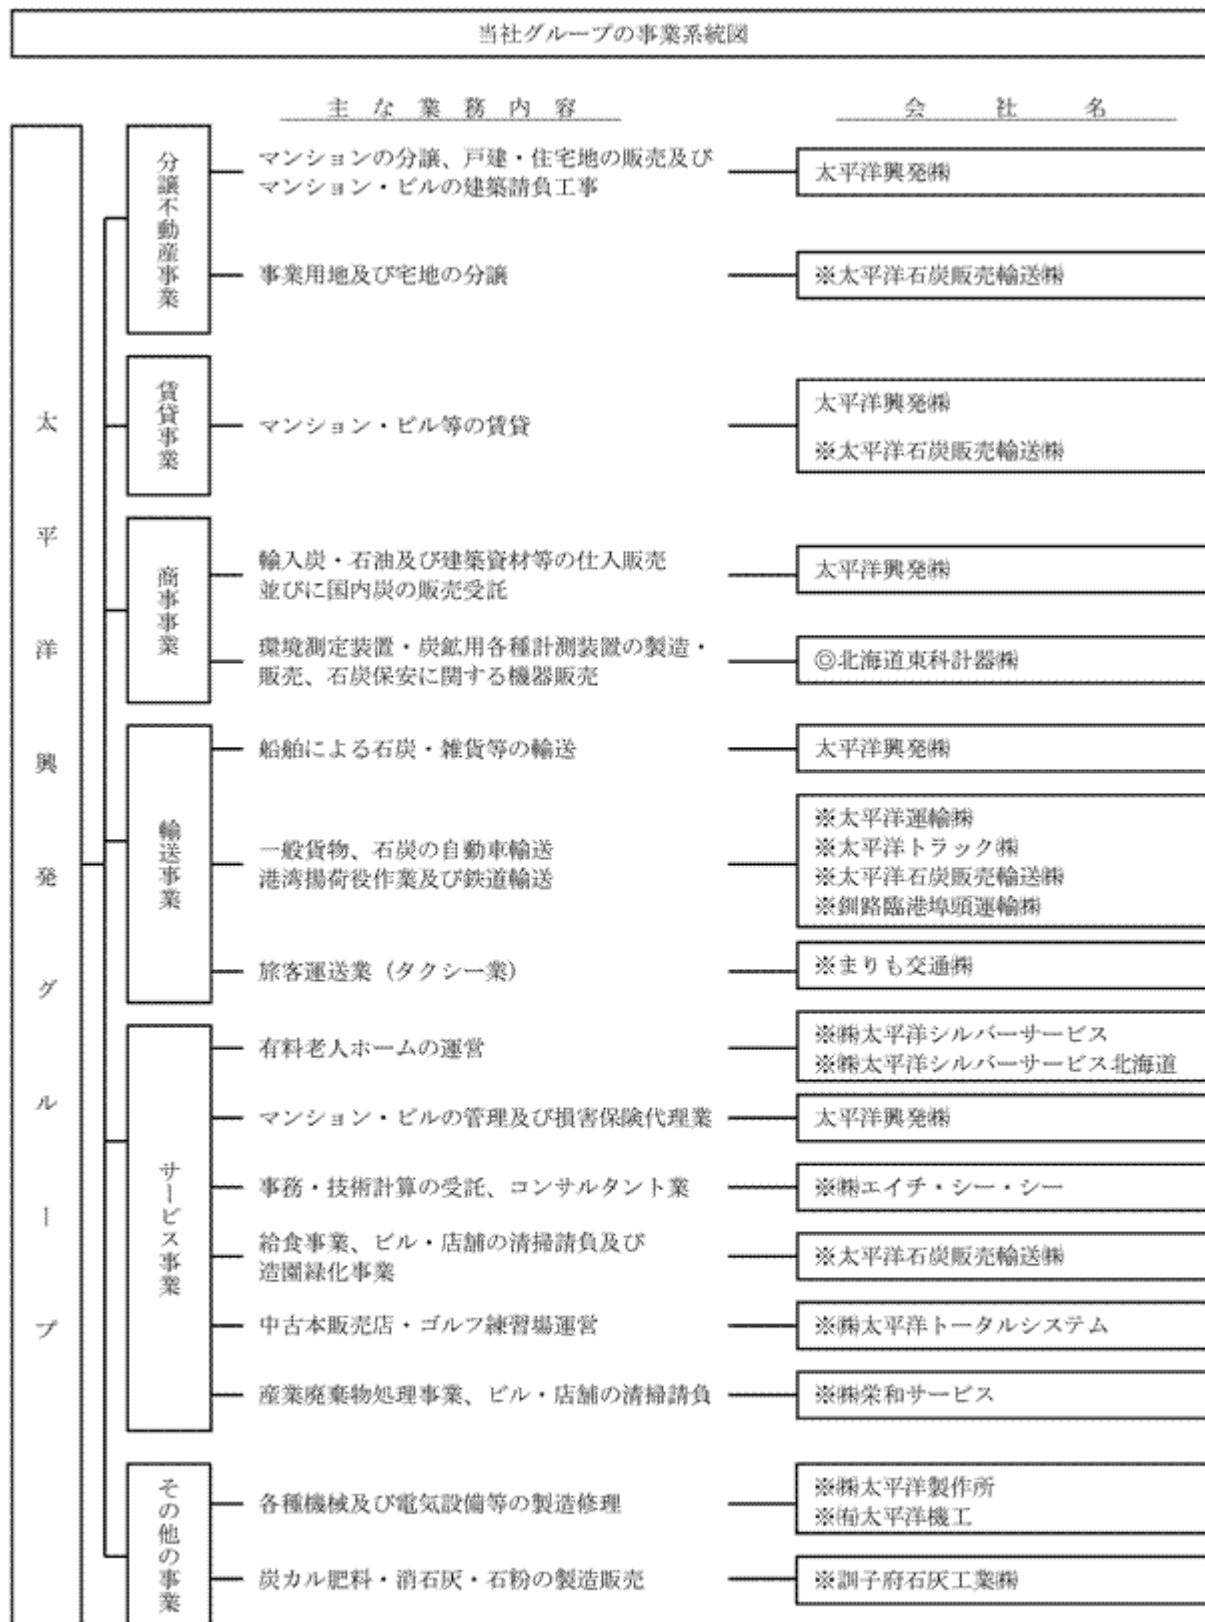 当社グループの事業系統図
主な業務内容
会社名
太平洋興発グループ
分譲不動産事業
マンションの分譲、戸建・住宅地の販売及び
マンション・ビルの建築請負工事
太平洋興発㈱
事業用地及び宅地の分譲
※太平洋石炭販売輸送㈱
賃貸事業
マンション・ビル等の賃貸
太平洋興発㈱
※太平洋石炭販売輸送㈱
商事事業
輸入炭・石油及び建築資材等の仕入販売
並びに国内炭の販売受託
太平洋興発㈱
環境測定装置・炭鉱用各種計測装置の製造・
販売、石炭保安に関する機器販売
◎北海道東科計器㈱
輸送事業
船舶による石炭・雑貨等の輸送
太平洋興発㈱
一般貨物、石炭の自動車輸送
港湾揚荷役作業及び鉄道輸送
※太平洋運輸㈱
※太平洋トラック㈱
※太平洋石炭販売輸送㈱
※釧路臨港埠頭運輸㈱
旅客運送業（タクシー業）
※まりも交通㈱
サービス事業
有料老人ホームの運営
※㈱太平洋シルバーサービス
※㈱太平洋シルバーサービス北海道
マンション・ビルの管理及び損害保険代理業
太平洋興発㈱
事務・技術計算の受託、コンサルタント業
※㈱エイチ・シー・シー
給食事業、ビル・店舗の清掃請負及び
造園緑化事業
※太平洋石炭販売輸送㈱
中古本販売店・ゴルフ練習場運営
※㈱太平洋トータルシステム
産業廃棄物処理事業、ビル・店舗の清掃請負
※㈱栄和サービス
その他の事業
各種機械及び電気設備等の製造修理
※㈱太平洋製作所
※㈲太平洋機工
炭カル肥料・消石灰・石粉の製造販売
※訓子府石灰工業㈱